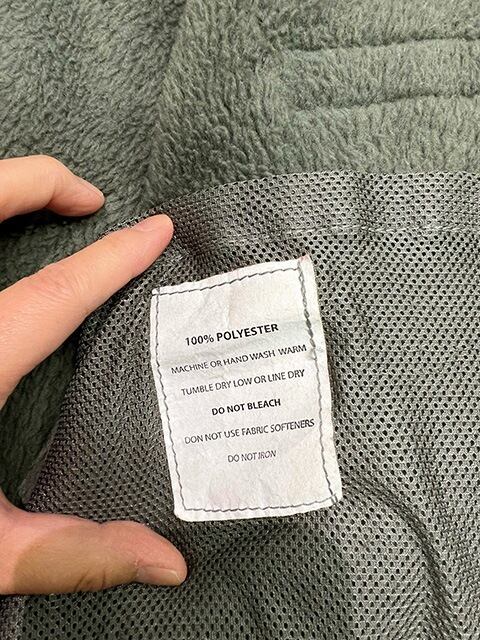 100% POLYESTER
MACHINE OR HAND WASH WARM
TUMBLE DRY LOW OR LINE DRY
DO NOT BLEACH
DON NOT USE FABRIC SOFTENERS
DO NOT IRON